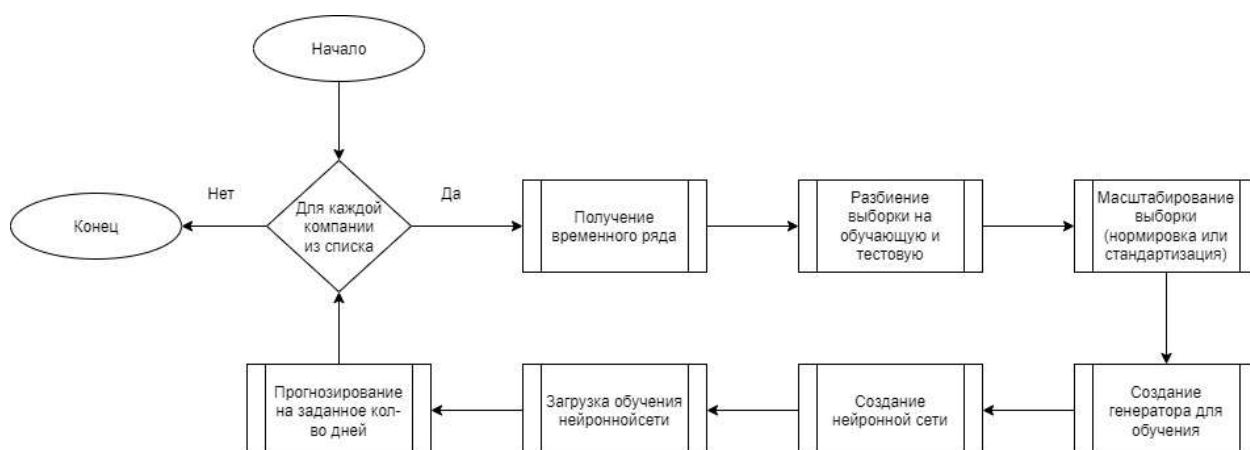 Начало
Нет
Да
Конец
Для каждой
компании
из списка
Получение
временного ряда
Разбиение
выборки на
обучающую и
тестовую
Масштабирование
выборки
(нормировка или
стандартизация)
Прогнозирование
на заданное кол-
во дней
Загрузка обучения
нейроннойсети
Создание
нейронной сети
Создание
генератора для
обучения